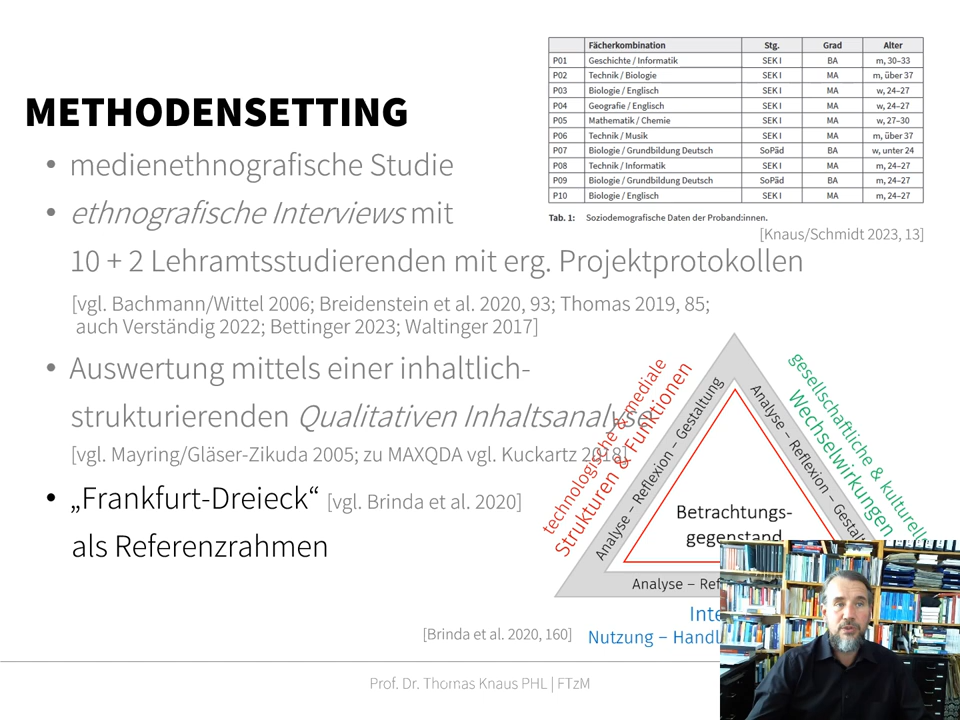 METHODENSETTING
• medienethnografische Studie
• ethnografische Interviews mit
10 + 2 Lehramtsstudierenden mit erg. Projektprotokollen
[vgl. Bachmann/Wittel 2006; Breidenstein et al. 2020, 93; Thomas 2019, 85;
auch Verständig 2022; Bettinger 2023; Waltinger 2017]
• Auswertung mittels einer inhaltlich-
strukturierenden Qualitativen Inhaltsanalyse
[vgl. Mayring/Gläser-Zikuda 2005; zu MAXQDA vgl. Kuckartz 2018]
• „Frankfurt-Dreieck“ [vgl. Brinda et al. 2020]
als Referenzrahmen
Fächerkombination Stg. Grad Alter
P01 Geschichte / Informatik SEK I BA m, 30–33
P02 Technik / Biologie SEK I MA m, über 37
P03 Biologie / Englisch SEK I MA w, 24–27
P04 Geografie / Englisch SEK I MA w, 24–27
P05 Mathematik / Chemie SEK I MA w, 27–30
P06 Technik / Musik SEK I MA m, über 37
P07 Biologie / Grundbildung Deutsch SoPäd BA w, unter 24
P08 Technik / Informatik SEK I MA m, 24–27
P09 Biologie / Grundbildung Deutsch SoPäd BA m, 24–27
P10 Biologie / Englisch SEK I MA m, 24–27
Tab. 1: Soziodemografische Daten der Proband:innen.
[Knaus/Schmidt 2023, 13]
technologische & mediale
Strukturen & Funktionen
Analyse – Reflexion – Gestaltung
gesellschaftliche & kulturell
Wechselwirkungen
Analyse – Reflexion – Gestal
Betrachtungs-
gegenstand
Analyse – Ref
Inte
Nutzung – Handl
[Brinda et al. 2020, 160]
Prof. Dr. Thomas Knaus PHL | FTzM